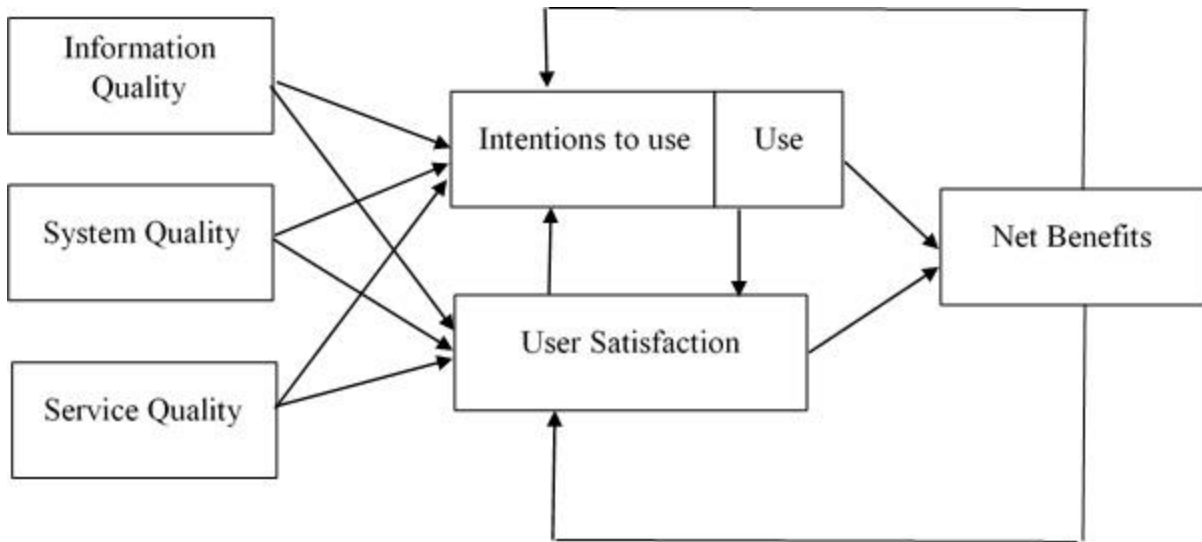 Information
Quality
Intentions to use
Use
System Quality
Net Benefits
User Satisfaction
Service Quality